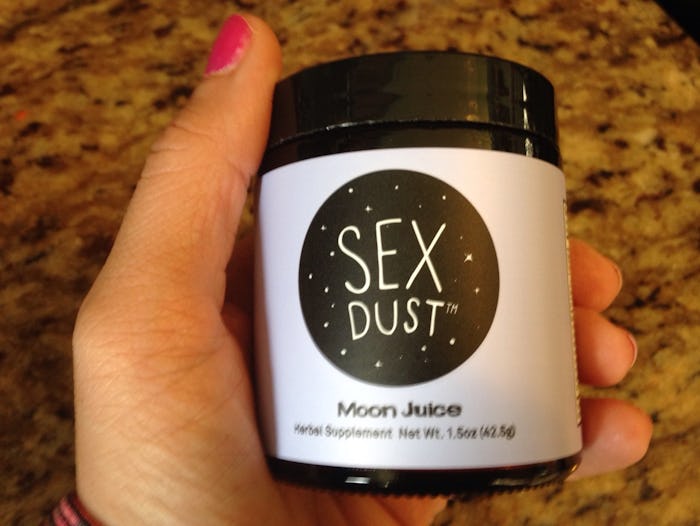 SEX
DUST™
Moon Juice
Herbal Supplement Net Wt. 1.5oz (42.5g)